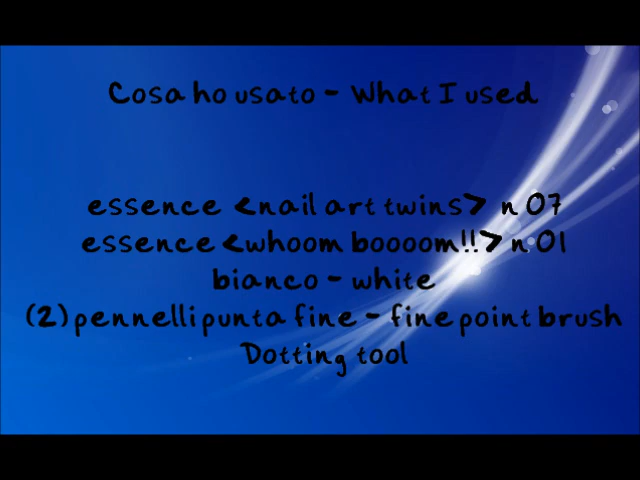 Cosa ho usato - What I used
essence <nail art twins> n 07
essence <whoom boooom!!> n 01
bianco - white
(2) pennelli punta fine - fine point brush
Dotting tool